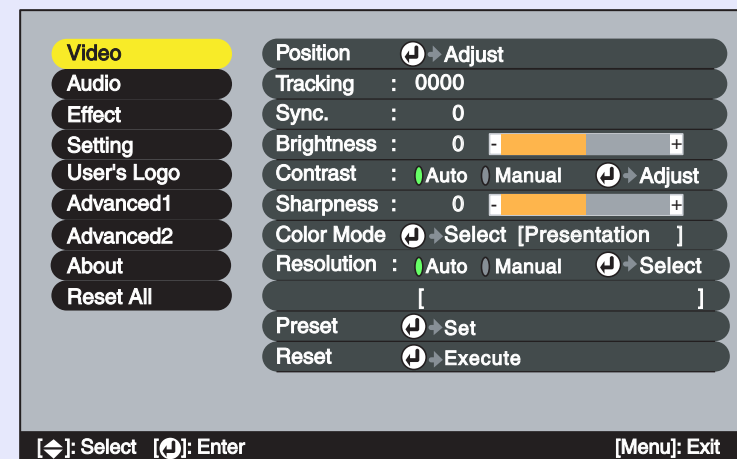 Video
Audio
Effect
Setting
User's Logo
Advanced1
Advanced2
About
Reset All
Position Adjust
Tracking : 0000
Sync. : 0
Brightness : 0 - +
Contrast : Auto Manual Adjust
Sharpness : 0 - +
Color Mode Select [Presentation ]
Resolution : Auto Manual Select
[ ]
Preset Set
Reset Execute
[ ]: Select [ ]: Enter [Menu]: Exit